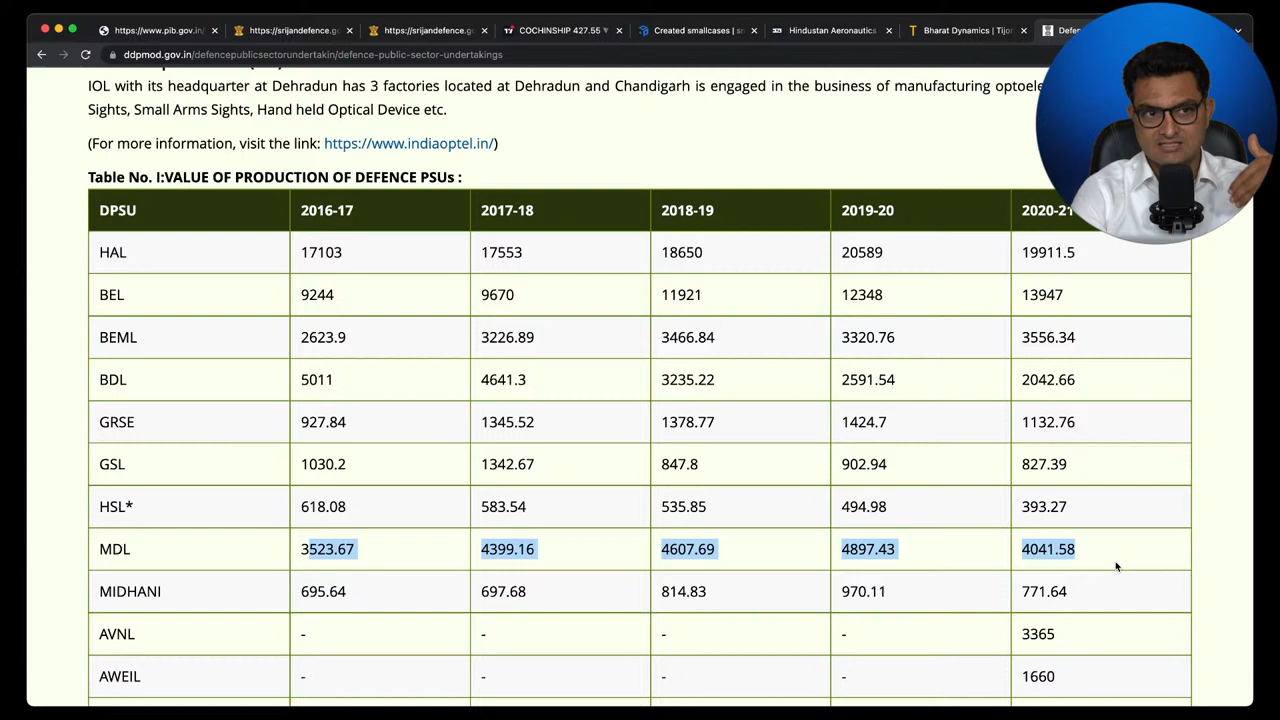 https://www.pib.gov.in/
https://srijandefence.go
https://srijandefence.go
COCHINSHIP 427.55 ▼
Created smallcases | sm
Hindustan Aeronautics
Bharat Dynamics | Tijor
Defen
ddpmod.gov.in/defencepublicsectorundertakin/defence-public-sector-undertakings
IOL with its headquarter at Dehradun has 3 factories located at Dehradun and Chandigarh is engaged in the business of manufacturing optoele
Sights, Small Arms Sights, Hand held Optical Device etc.
(For more information, visit the link: https://www.indiaoptel.in/)
Table No. I:VALUE OF PRODUCTION OF DEFENCE PSUs :
DPSU 2016-17 2017-18 2018-19 2019-20 2020-21
HAL 17103 17553 18650 20589 19911.5
BEL 9244 9670 11921 12348 13947
BEML 2623.9 3226.89 3466.84 3320.76 3556.34
BDL 5011 4641.3 3235.22 2591.54 2042.66
GRSE 927.84 1345.52 1378.77 1424.7 1132.76
GSL 1030.2 1342.67 847.8 902.94 827.39
HSL* 618.08 583.54 535.85 494.98 393.27
MDL 3523.67 4399.16 4607.69 4897.43 4041.58
MIDHANI 695.64 697.68 814.83 970.11 771.64
AVNL - - - - 3365
AWEIL - - - - 1660